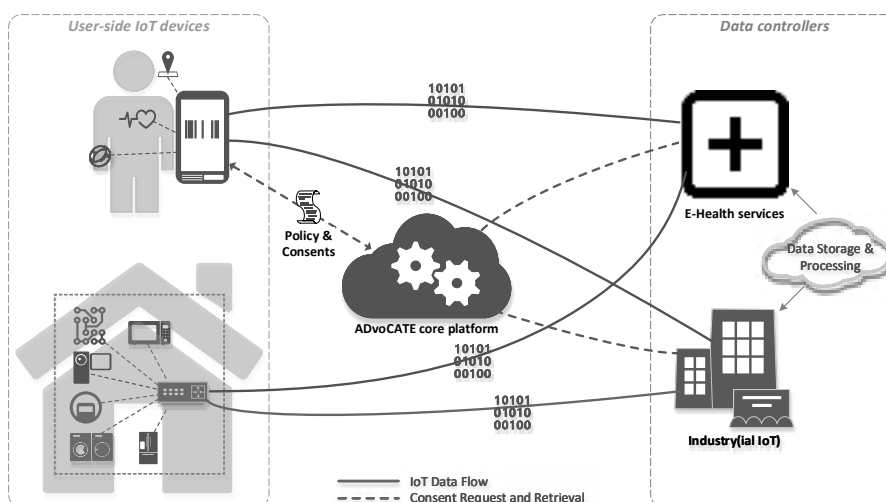 User-side IoT devices
Data controllers
10101
01010
00100
10101
01010
00100
Policy &
Consents
E-Health services
Data Storage &
Processing
ADvoCATE core platform
10101
01010
00100
10101
01010
00100
Industry(ial IoT)
IoT Data Flow
Consent Request and Retrieval